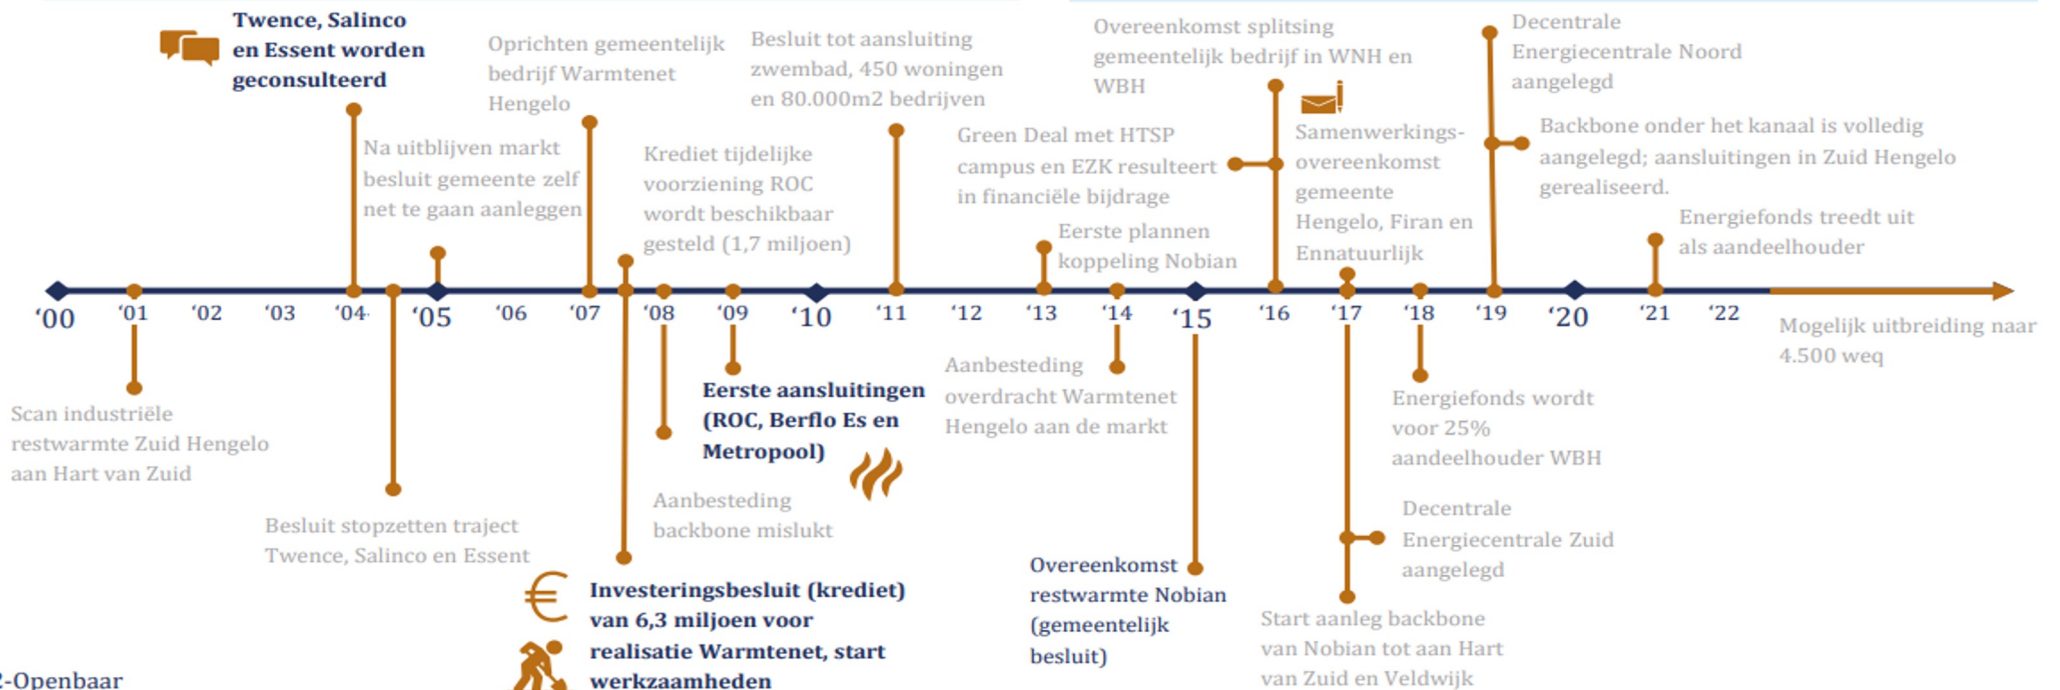 Twence, Salinco
en Essent worden
geconsulteerd
Na uitblijven markt
besluit gemeente zelf
net te gaan aanleggen
Oprichten gemeentelijk
bedrijf Warmtenet
Hengelo
Krediet tijdelijke
voorziening ROC
wordt beschikbaar
gesteld (1,7 miljoen)
Besluit tot aansluiting
zwembad, 450 woningen
en 80.000m2 bedrijven
Overeenkomst splitsing
gemeentelijk bedrijf in WNH en
WBH
Green Deal met HTSP
campus en EZK resulteert
in financiële bijdrage
Eerste plannen
koppeling Nobian
Samenwerkings-
overeenkomst
gemeente
Hengelo, Firan en
Ennatuurlijk
Decentrale
Energiecentrale Noord
aangelegd
Backbone onder het kanaal is volledig
aangelegd; aansluitingen in Zuid Hengelo
gerealiseerd.
Energiefonds treedt uit
als aandeelhouder
‘00 ‘01 ‘02 ‘03 ‘04 ‘05 ‘06 ‘07 ‘08 ‘09 ‘10 ‘11 ‘12 ‘13 ‘14 ‘15 ‘16 ‘17 ‘18 ‘19 ‘20 ‘21 ‘22
Mogelijk uitbreiding naar
4.500 weq
Scan industriële
restwarmte Zuid Hengelo
aan Hart van Zuid
Besluit stopzetten traject
Twence, Salinco en Essent
Eerste aansluitingen
(ROC, Berflo Es en
Metropool)
Aanbesteding
backbone mislukt
Investeringsbesluit (krediet)
van 6,3 miljoen voor
realisatie Warmtenet, start
werkzaamheden
Aanbesteding
overdracht Warmtenet
Hengelo aan de markt
Overeenkomst
restwarmte Nobian
(gemeentelijk
besluit)
Energiefonds wordt
voor 25%
aandeelhouder WBH
Decentrale
Energiecentrale Zuid
aangelegd
Start aanleg backbone
van Nobian tot aan Hart
van Zuid en Veldwijk
2-Openbaar